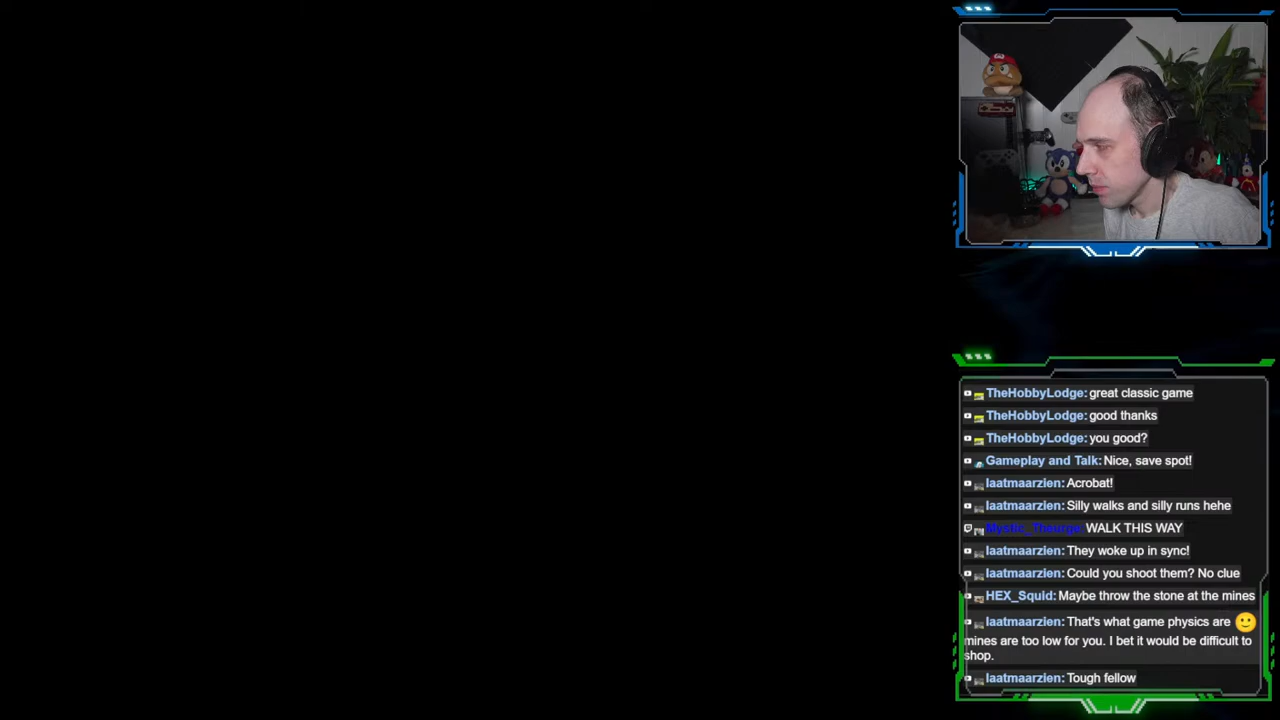 TheHobbyLodge: great classic game
TheHobbyLodge: good thanks
TheHobbyLodge: you good?
Gameplay and Talk: Nice, save spot!
laatmaarzien: Acrobat!
laatmaarzien: Silly walks and silly runs hehe
Mystic_Theurge: WALK THIS WAY
laatmaarzien: They woke up in sync!
laatmaarzien: Could you shoot them? No clue
HEX_Squid: Maybe throw the stone at the mines
laatmaarzien: That's what game physics are 🙂
mines are too low for you. I bet it would be difficult to
shop.
laatmaarzien: Tough fellow